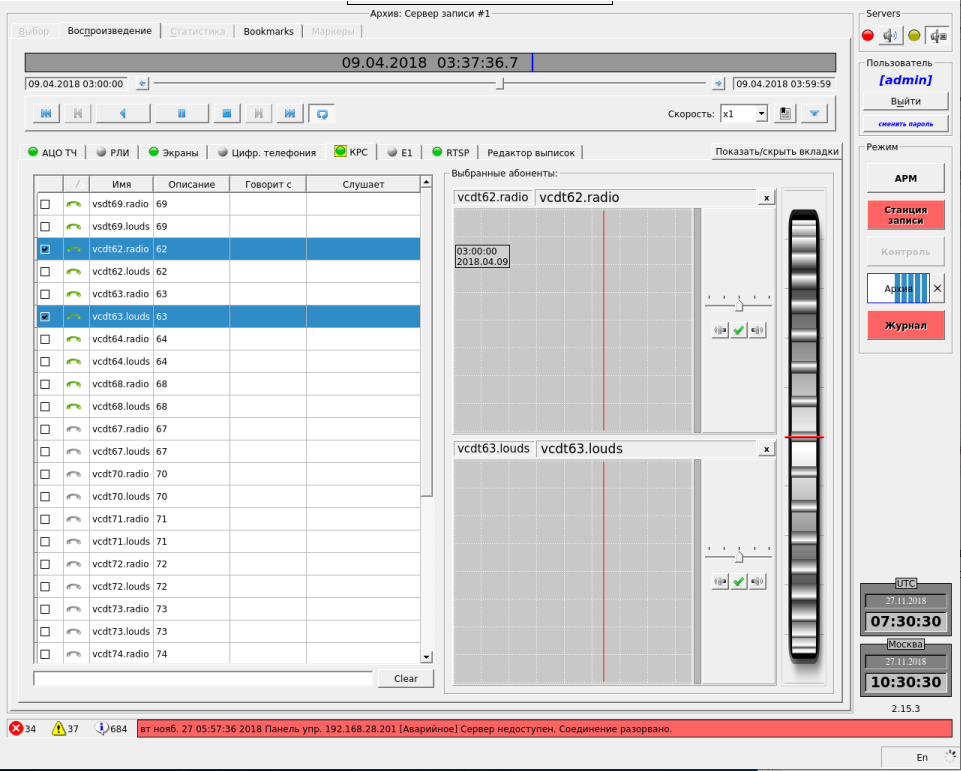 Архив: Сервер записи #1
Выбор Воспроизведение Статистика Bookmarks Маркеры
09.04.2018 03:37:36.7
09.04.2018 03:00:00 09.04.2018 03:59:59
Скорость: x1
АЦО ТЧ РЛИ Экраны Цифр. телефония КРС E1 RTSP Редактор выписок Показать/скрыть вкладки
/ Имя Описание Говорит с Слушает
vsdt69.radio 69
vsdt69.louds 69
vcdt62.radio 62
vcdt62.louds 62
vcdt63.radio 63
vcdt63.louds 63
vcdt64.radio 64
vcdt64.louds 64
vcdt68.radio 68
vcdt68.louds 68
vcdt67.radio 67
vcdt67.louds 67
vcdt70.radio 70
vcdt70.louds 70
vcdt71.radio 71
vcdt71.louds 71
vcdt72.radio 72
vcdt72.louds 72
vcdt73.radio 73
vcdt73.louds 73
vcdt74.radio 74
Clear
Выбранные абоненты:
vcdt62.radio vcdt62.radio x
03:00:00
2018.04.09
vcdt63.louds vcdt63.louds x
Servers
Пользователь
[admin]
Выйти
сменить пароль
Режим
АРМ
Станция
записи
Контроль
Архив
Журнал
UTC
27.11.2018
07:30:30
Москва
27.11.2018
10:30:30
2.15.3
34 37 684 вт нояб. 27 05:57:36 2018 Панель упр. 192.168.28.201 [Аварийное] Сервер недоступен. Соединение разорвано.
En